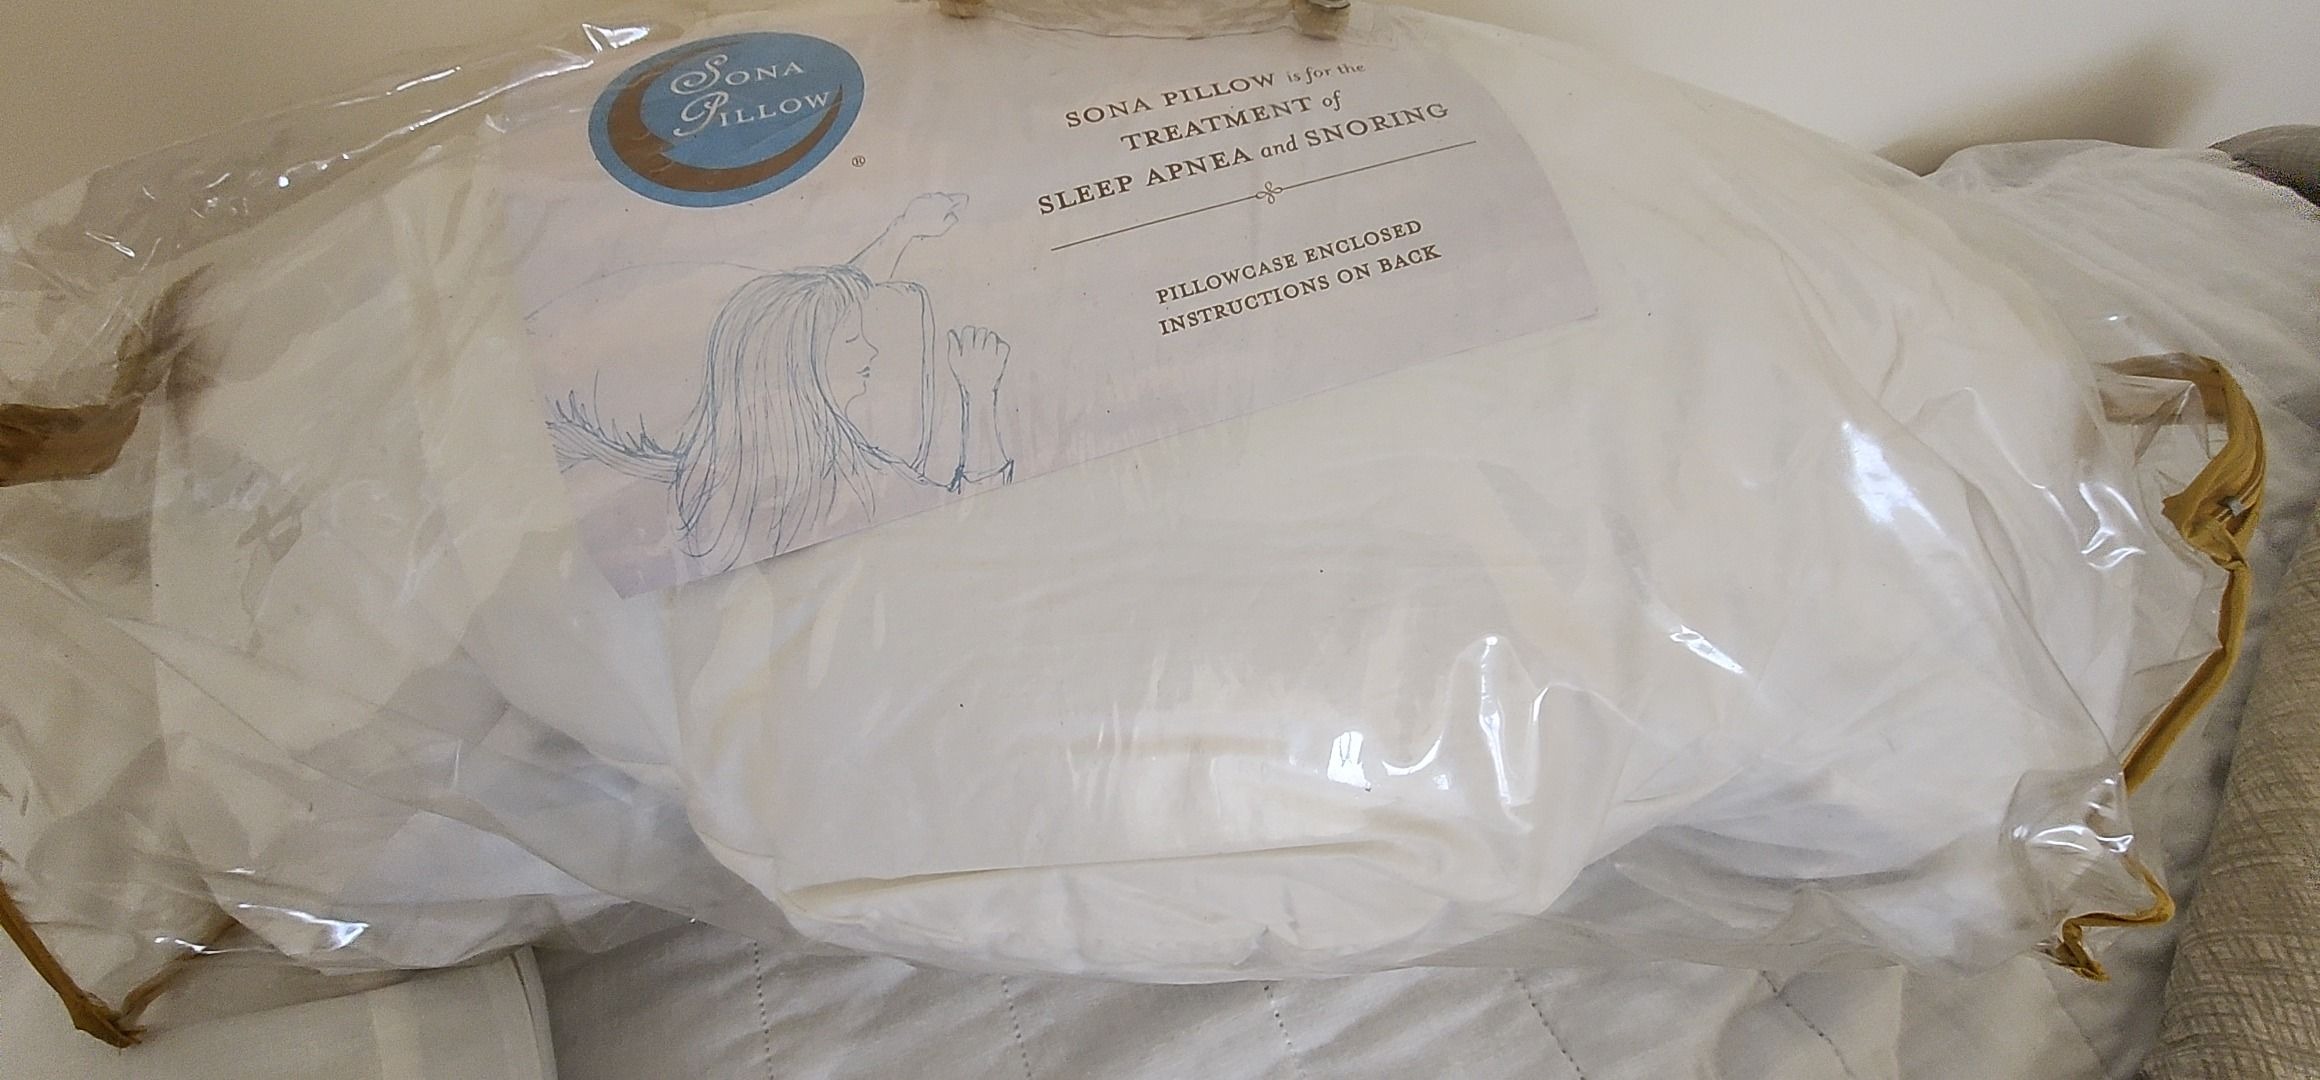 SONA
PILLOW
®
SONA PILLOW is for the
TREATMENT of
SLEEP APNEA and SNORING
PILLOWCASE ENCLOSED
INSTRUCTIONS ON BACK